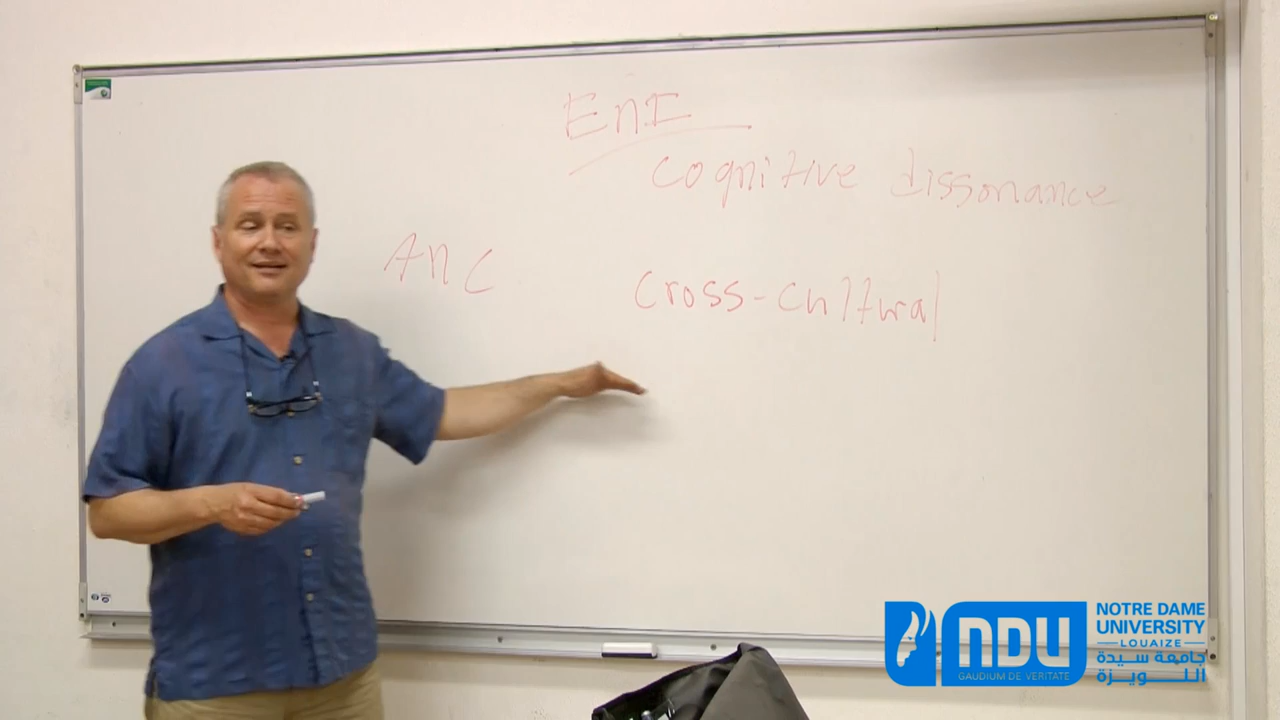 EnI
cognitive dissonance
Anc
cross-cultural
NDU
GAUDIUM DE VERITATE
NOTRE DAME
UNIVERSITY
LOUAIZE
جامعة سيدة
اللويزة